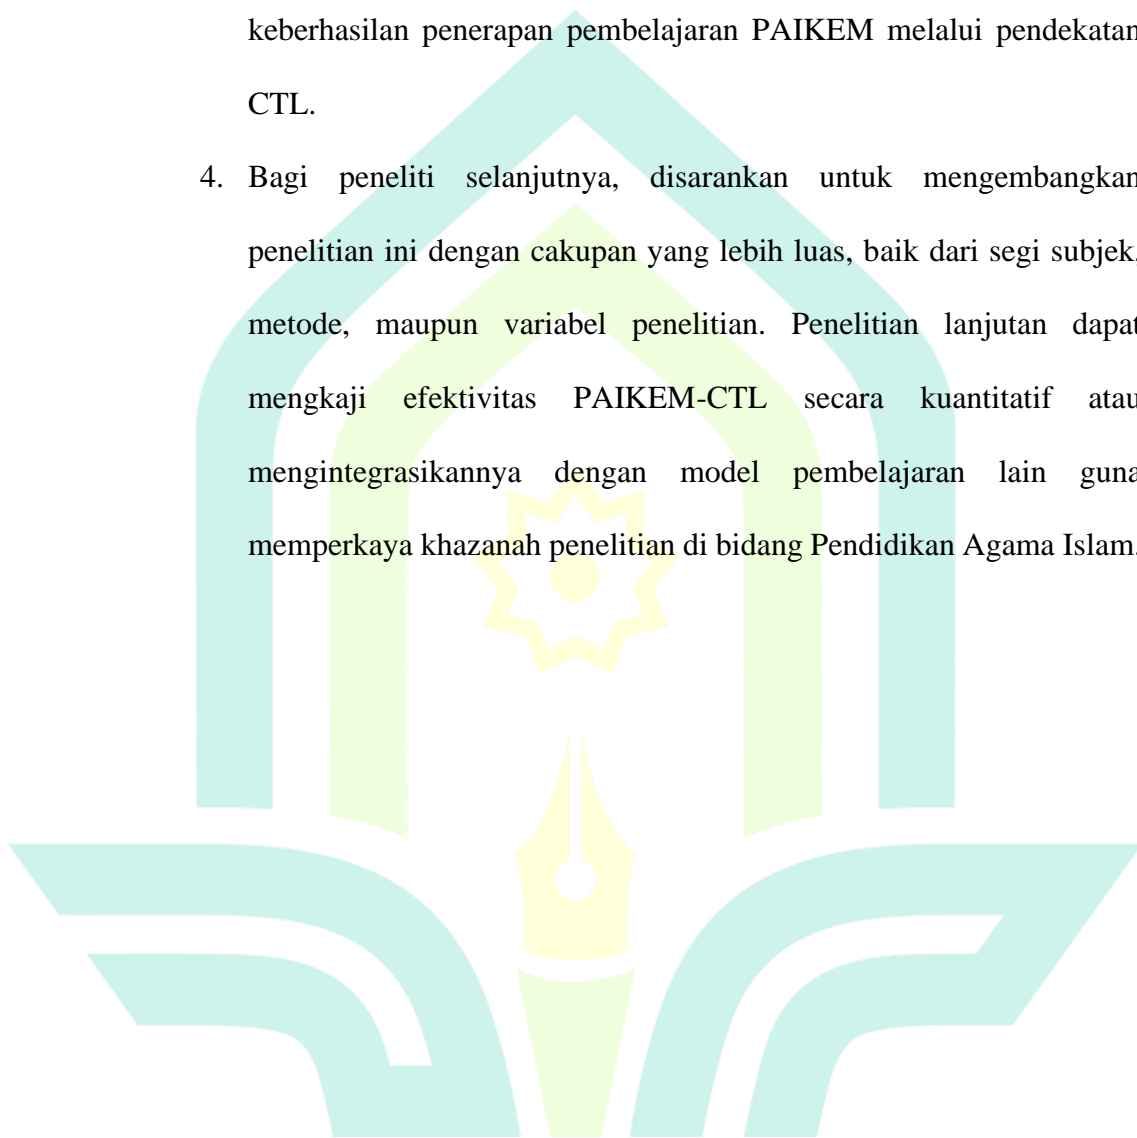 keberhasilan penerapan pembelajaran PAIKEM melalui pendekatan
CTL.
4. Bagi peneliti selanjutnya, disarankan untuk mengembangkan
penelitian ini dengan cakupan yang lebih luas, baik dari segi subjek,
metode, maupun variabel penelitian. Penelitian lanjutan dapat
mengkaji efektivitas PAIKEM-CTL secara kuantitatif atau
mengintegrasikannya dengan model pembelajaran lain guna
memperkaya khazanah penelitian di bidang Pendidikan Agama Islam.